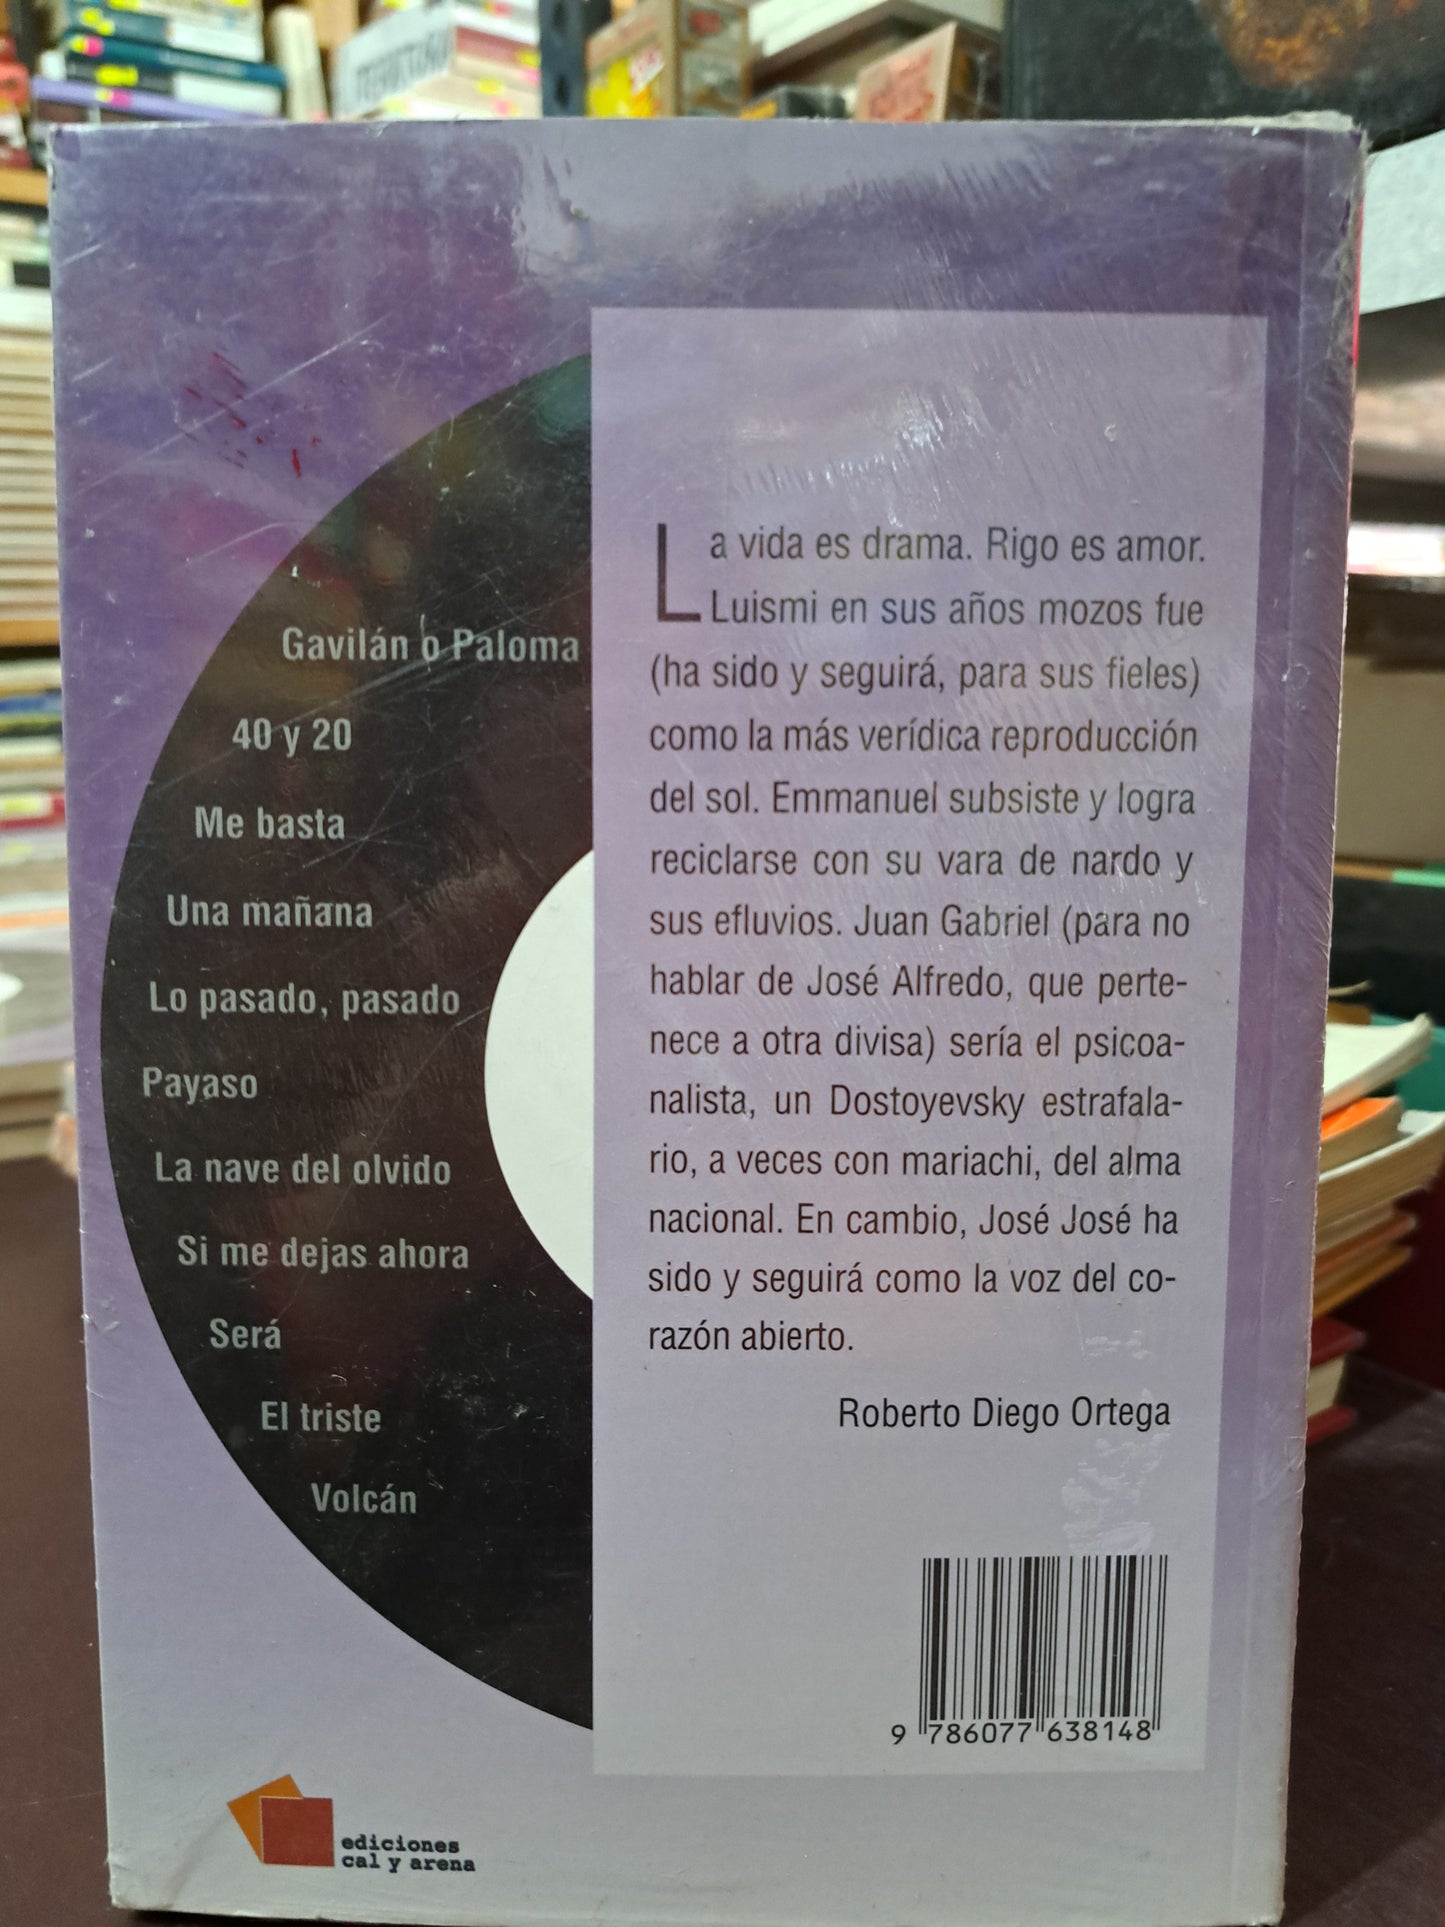 Gavilán o Paloma
40 y 20
Me basta
Una mañana
Lo pasado, pasado
Payaso
La nave del olvido
Si me dejas ahora
Será
El triste
Volcán
La vida es drama. Rigo es amor.
Luismi en sus años mozos fue
(ha sido y seguirá, para sus fieles)
como la más verídica reproducción
del sol. Emmanuel subsiste y logra
reciclarse con su vara de nardo y
sus efluvios. Juan Gabriel (para no
hablar de José Alfredo, que perte-
nece a otra divisa) sería el psicoa-
nalista, un Dostoyevsky estrafala-
rio, a veces con mariachi, del alma
nacional. En cambio, José José ha
sido y seguirá como la voz del co-
razón abierto.
Roberto Diego Ortega
9 786077 638148
ediciones
cal y arena